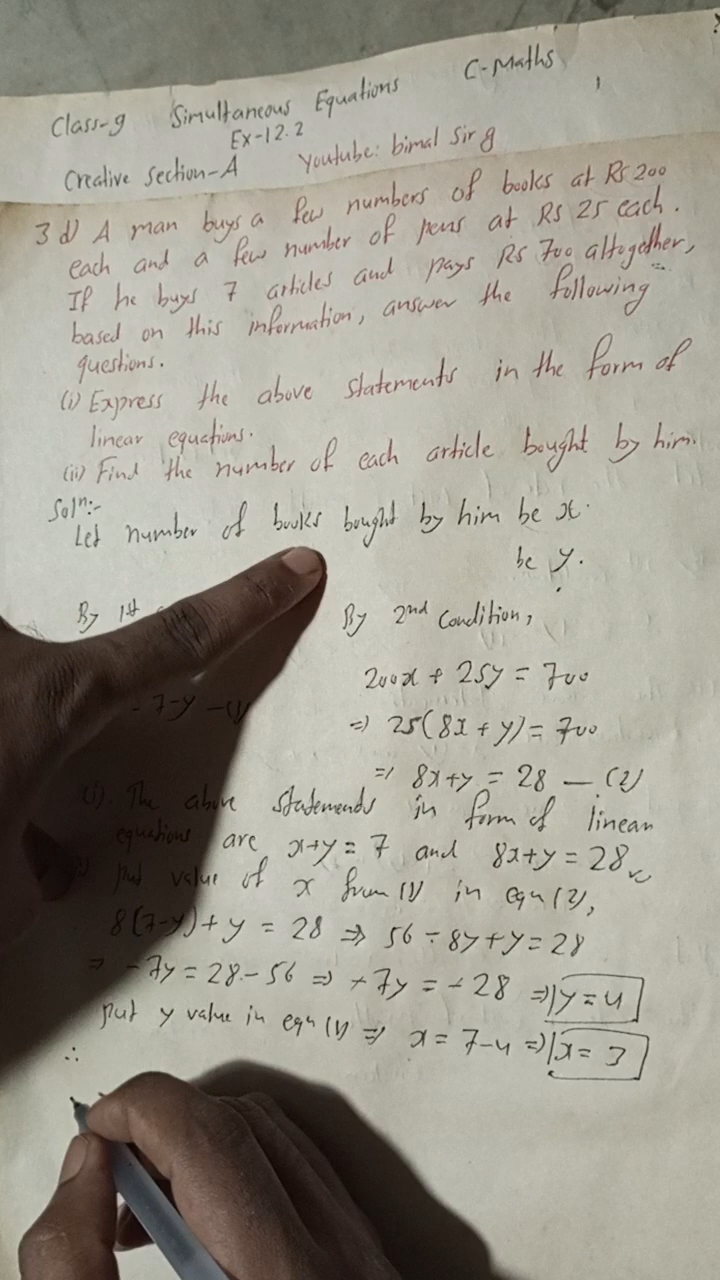 Class-9 Simultaneous Equations C-Maths
Ex-12.2
Creative Section-A Youtube: bimal Sir g
3 d) A man buys a few numbers of books at RS 200
each and a few number of pens at RS 25 each.
If he buys 7 articles and pays RS 700 altogether,
based on this information, answer the following
questions.
(i) Express the above statements in the form of
linear equations.
(ii) Find the number of each article bought by him.
Soln:-
Let number of books bought by him be x.
be y.
By 1st
By 2nd Condition,
200x + 25y = 700
7-y - (1)
=> 25(8x + y) = 700
=> 8x+y = 28 — (2)
(i). The above statements in form of linear
equations are x+y = 7 and 8x+y = 28
put value of x from (1) in eqn (2),
8(7-y) + y = 28 => 56 - 8y + y = 28
=> -7y = 28 - 56 => -7y = -28 => y = 4
put y value in eqn (1) => x = 7-4 => x = 3
∴